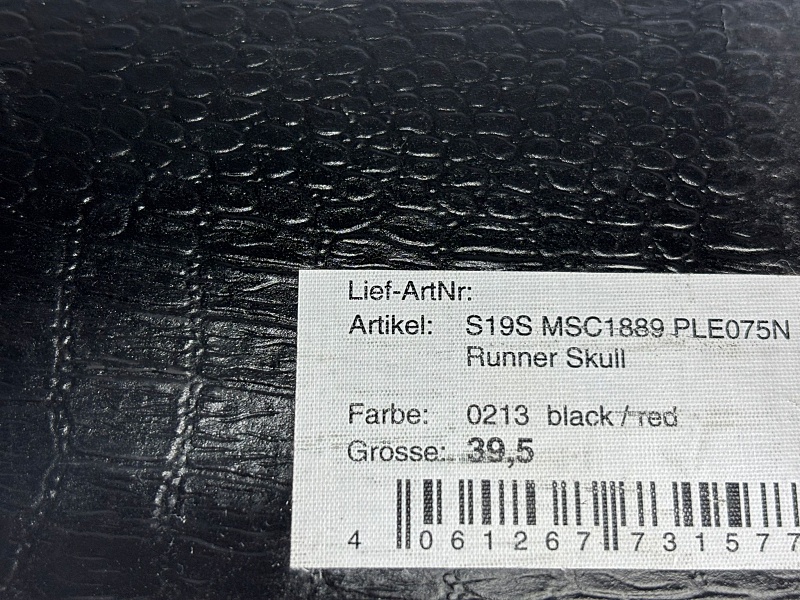 Lief-ArtNr:
Artikel: S19S MSC1889 PLE075N
Runner Skull
Farbe: 0213 black / red
Grösse: 39,5
4 061267 731577